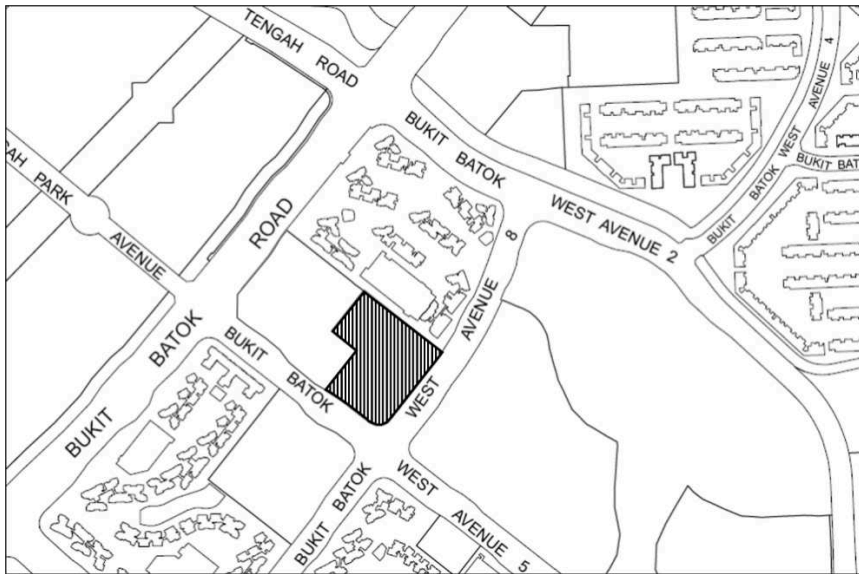 TENGAH ROAD
BUKIT BATOK
WEST AVENUE 2
BUKIT BATOK WEST AVENUE 4
BUKIT BAT
GAH PARK
AVENUE
BUKIT BATOK ROAD
WEST AVENUE 8
BUKIT BATOK
WEST AVENUE 5
BUKIT BATOK